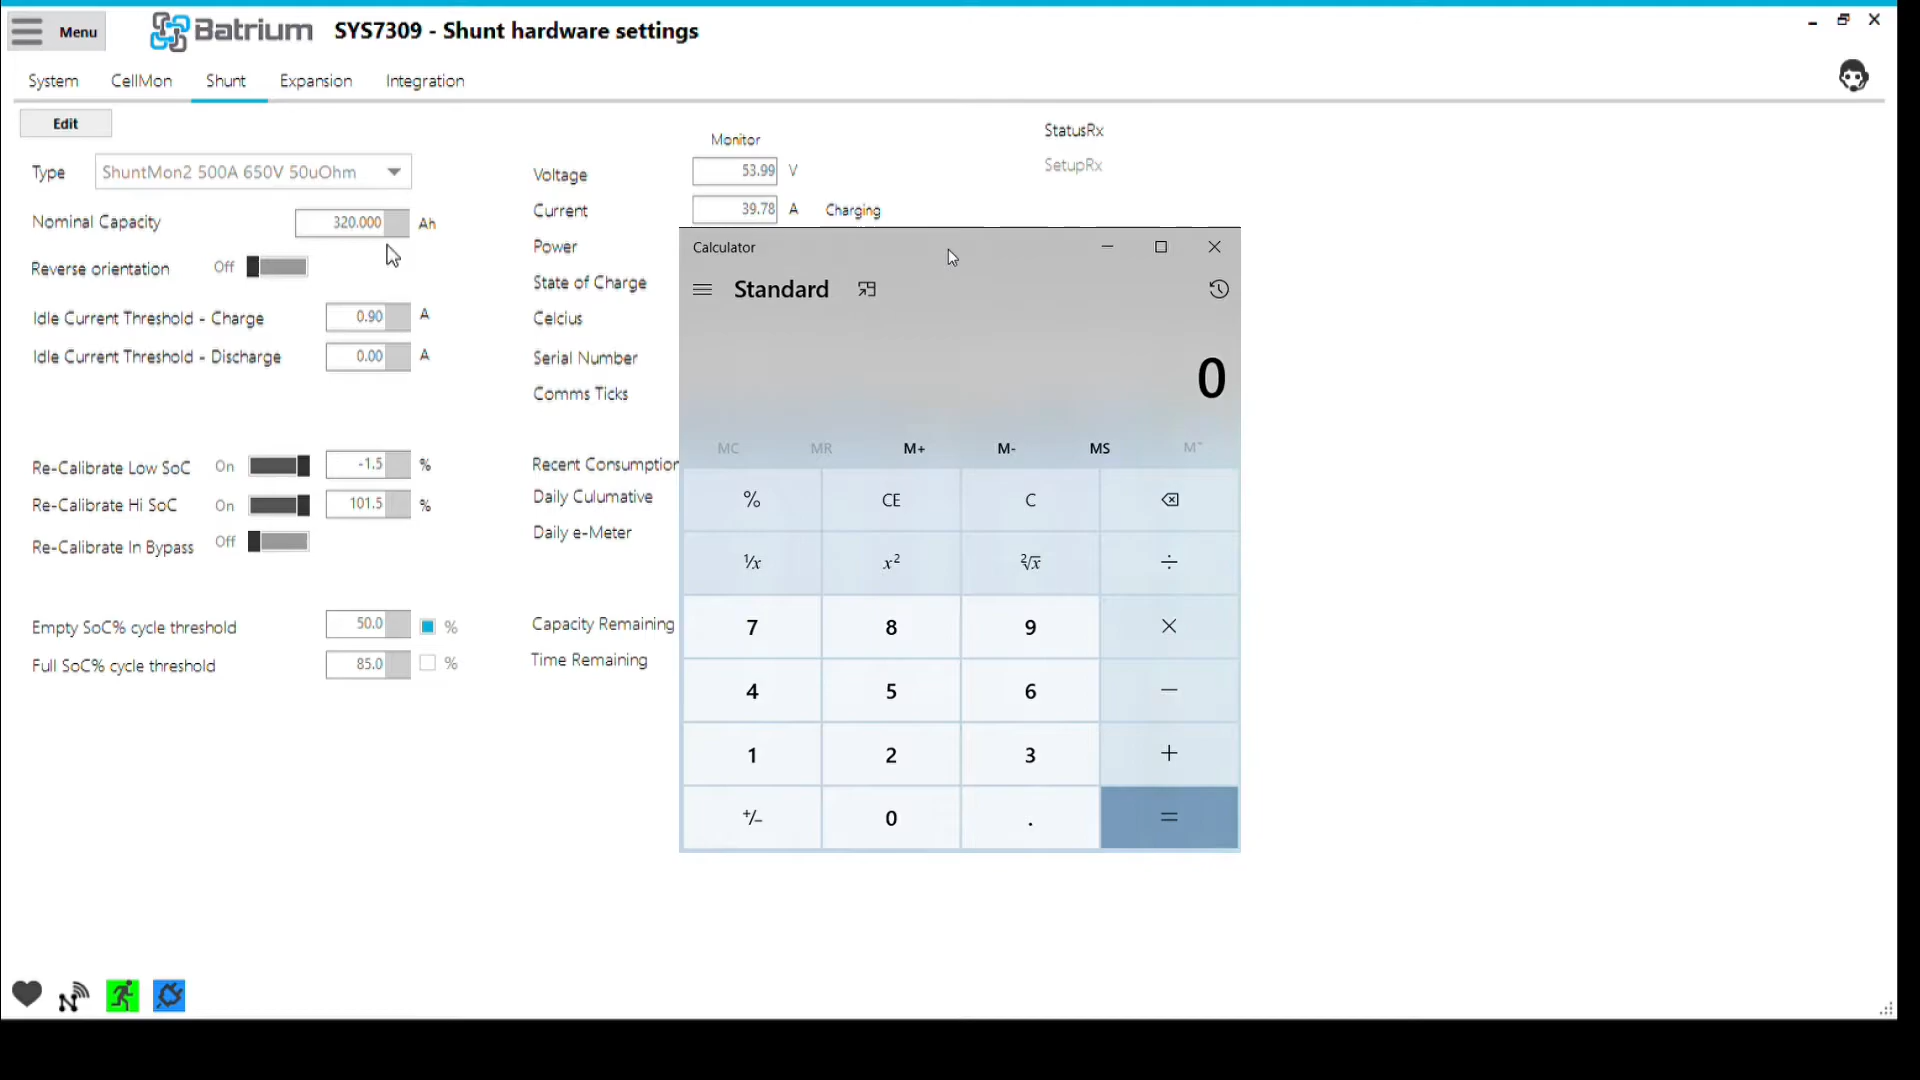 Menu
Batrium
SYS7309 - Shunt hardware settings
System
CellMon
Shunt
Expansion
Integration
Edit
Type
ShuntMon2 500A 650V 50uOhm
Nominal Capacity
320.000
Ah
Reverse orientation
Off
Idle Current Threshold - Charge
0.90
A
Idle Current Threshold - Discharge
0.00
A
Re-Calibrate Low SoC
On
-1.5
%
Re-Calibrate Hi SoC
On
101.5
%
Re-Calibrate In Bypass
Off
Empty SoC% cycle threshold
50.0
%
Full SoC% cycle threshold
85.0
%
Monitor
Voltage
53.99
V
Current
39.78
A
Charging
Power
State of Charge
Celcius
Serial Number
Comms Ticks
Recent Consumption
Daily Culumative
Daily e-Meter
Capacity Remaining
Time Remaining
StatusRx
SetupRx
Calculator
Standard
0
MC MR M+ M- MS M˅
% CE C
⅟x x² ²√x ÷
7 8 9 ×
4 5 6 −
1 2 3 +
+/− 0 . =
N